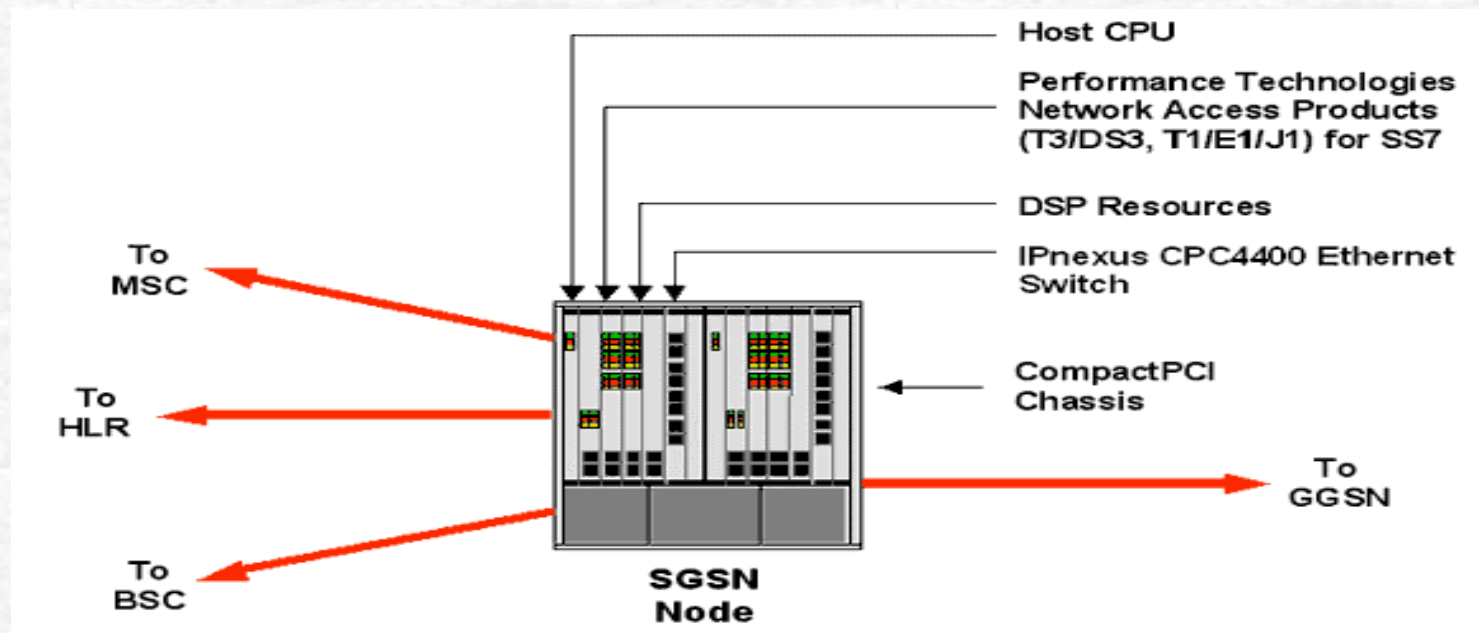 Host CPU
Performance Technologies
Network Access Products
(T3/DS3, T1/E1/J1) for SS7
DSP Resources
IPnexus CPC4400 Ethernet
Switch
CompactPCI
Chassis
To
MSC
To
HLR
To
BSC
To
GGSN
SGSN
Node